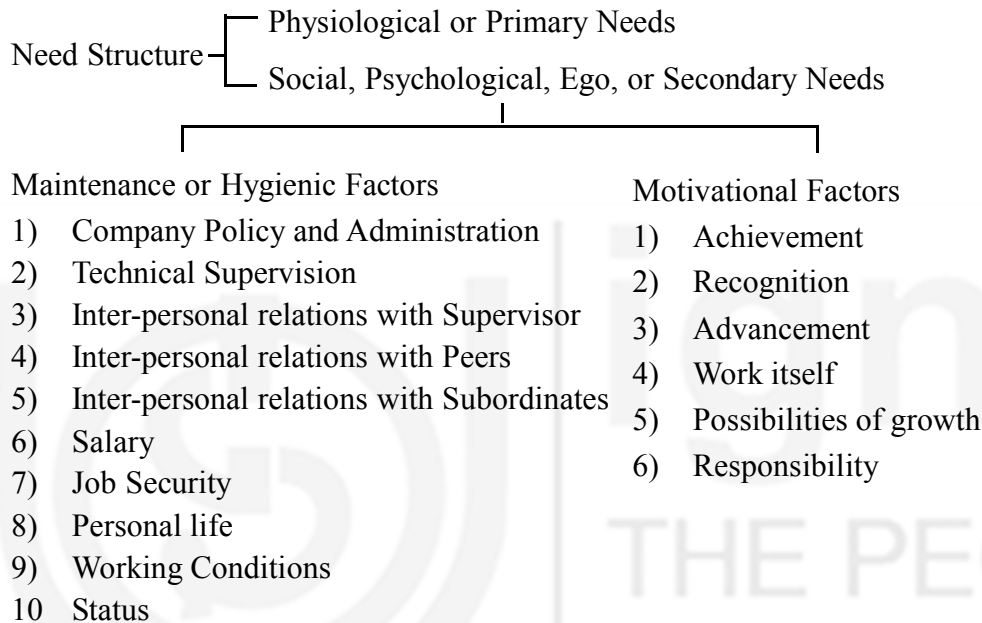 Physiological or Primary Needs
Need Structure
Social, Psychological, Ego, or Secondary Needs
Maintenance or Hygienic Factors
1) Company Policy and Administration
2) Technical Supervision
3) Inter-personal relations with Supervisor
4) Inter-personal relations with Peers
5) Inter-personal relations with Subordinates
6) Salary
7) Job Security
8) Personal life
9) Working Conditions
10 Status
Motivational Factors
1) Achievement
2) Recognition
3) Advancement
4) Work itself
5) Possibilities of growth
6) Responsibility
ign
THE PE